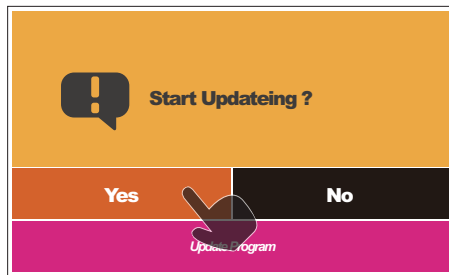 Start Updateing ?
Yes
No
Update Program